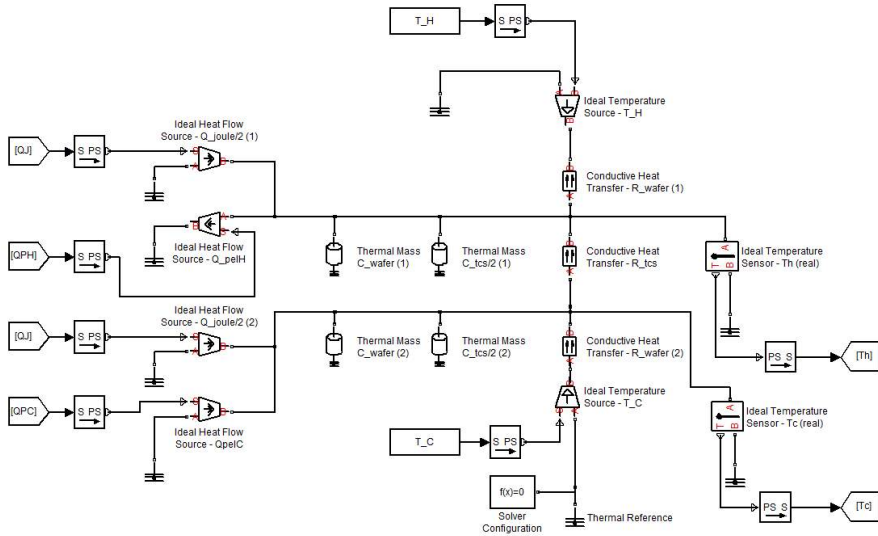 T_H
S PS
A
S
B
Ideal Temperature
Source - T_H
Ideal Heat Flow
Source - Q_joule/2 (1)
[QJ]
S PS
S
A
B
B
Conductive Heat
Transfer - R_wafer (1)
A
A
B
S
Ideal Heat Flow
Source - Q_pelH
[QPH]
S PS
Thermal Mass
C_wafer (1)
Thermal Mass
C_tcs/2 (1)
B
A
Conductive Heat
Transfer - R_tcs
A
T
B
Ideal Temperature
Sensor - Th (real)
Ideal Heat Flow
Source - Q_joule/2 (2)
[QJ]
S PS
S
A
B
Thermal Mass
C_wafer (2)
Thermal Mass
C_tcs/2 (2)
B
A
Conductive Heat
Transfer - R_wafer (2)
PS S
[Th]
[QPC]
S PS
S
A
B
Ideal Heat Flow
Source - QpelC
B
S
A
Ideal Temperature
Source - T_C
A
T
B
Ideal Temperature
Sensor - Tc (real)
T_C
S PS
f(x)=0
Solver
Configuration
Thermal Reference
PS S
[Tc]